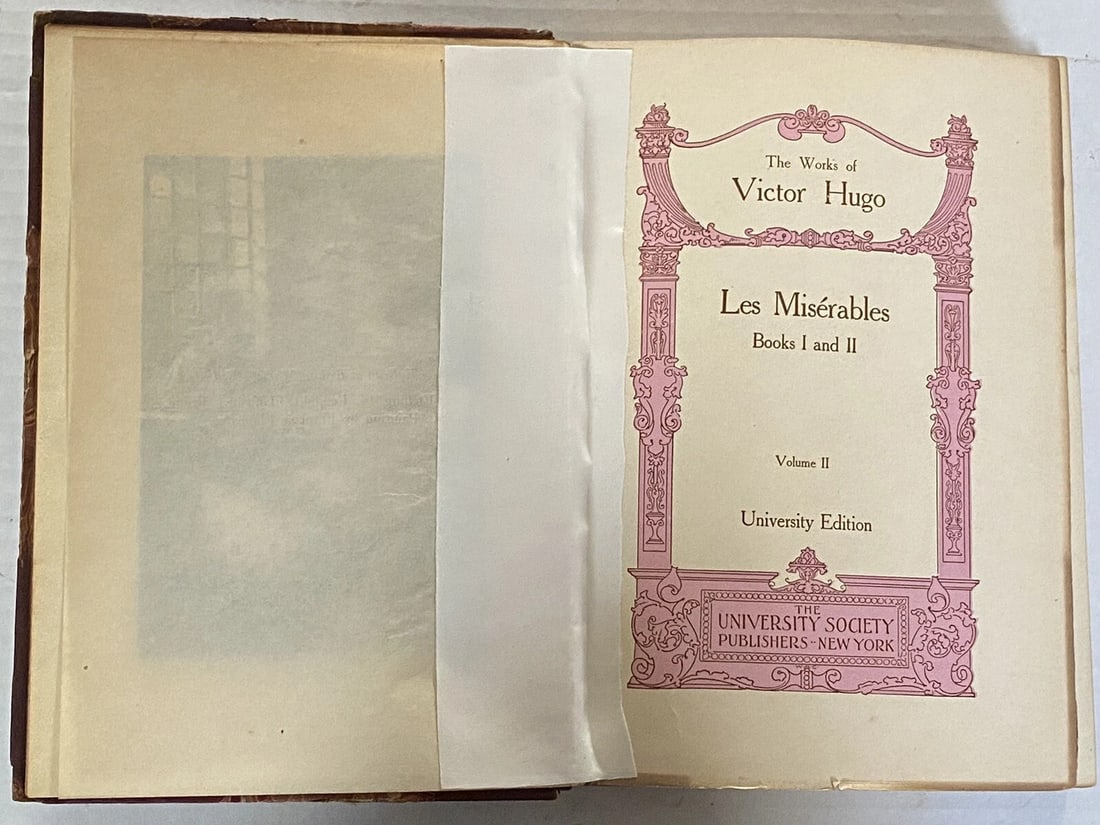 The Works of
Victor Hugo
Les Misérables
Books I and II
Volume II
University Edition
THE
UNIVERSITY SOCIETY
PUBLISHERS - NEW YORK